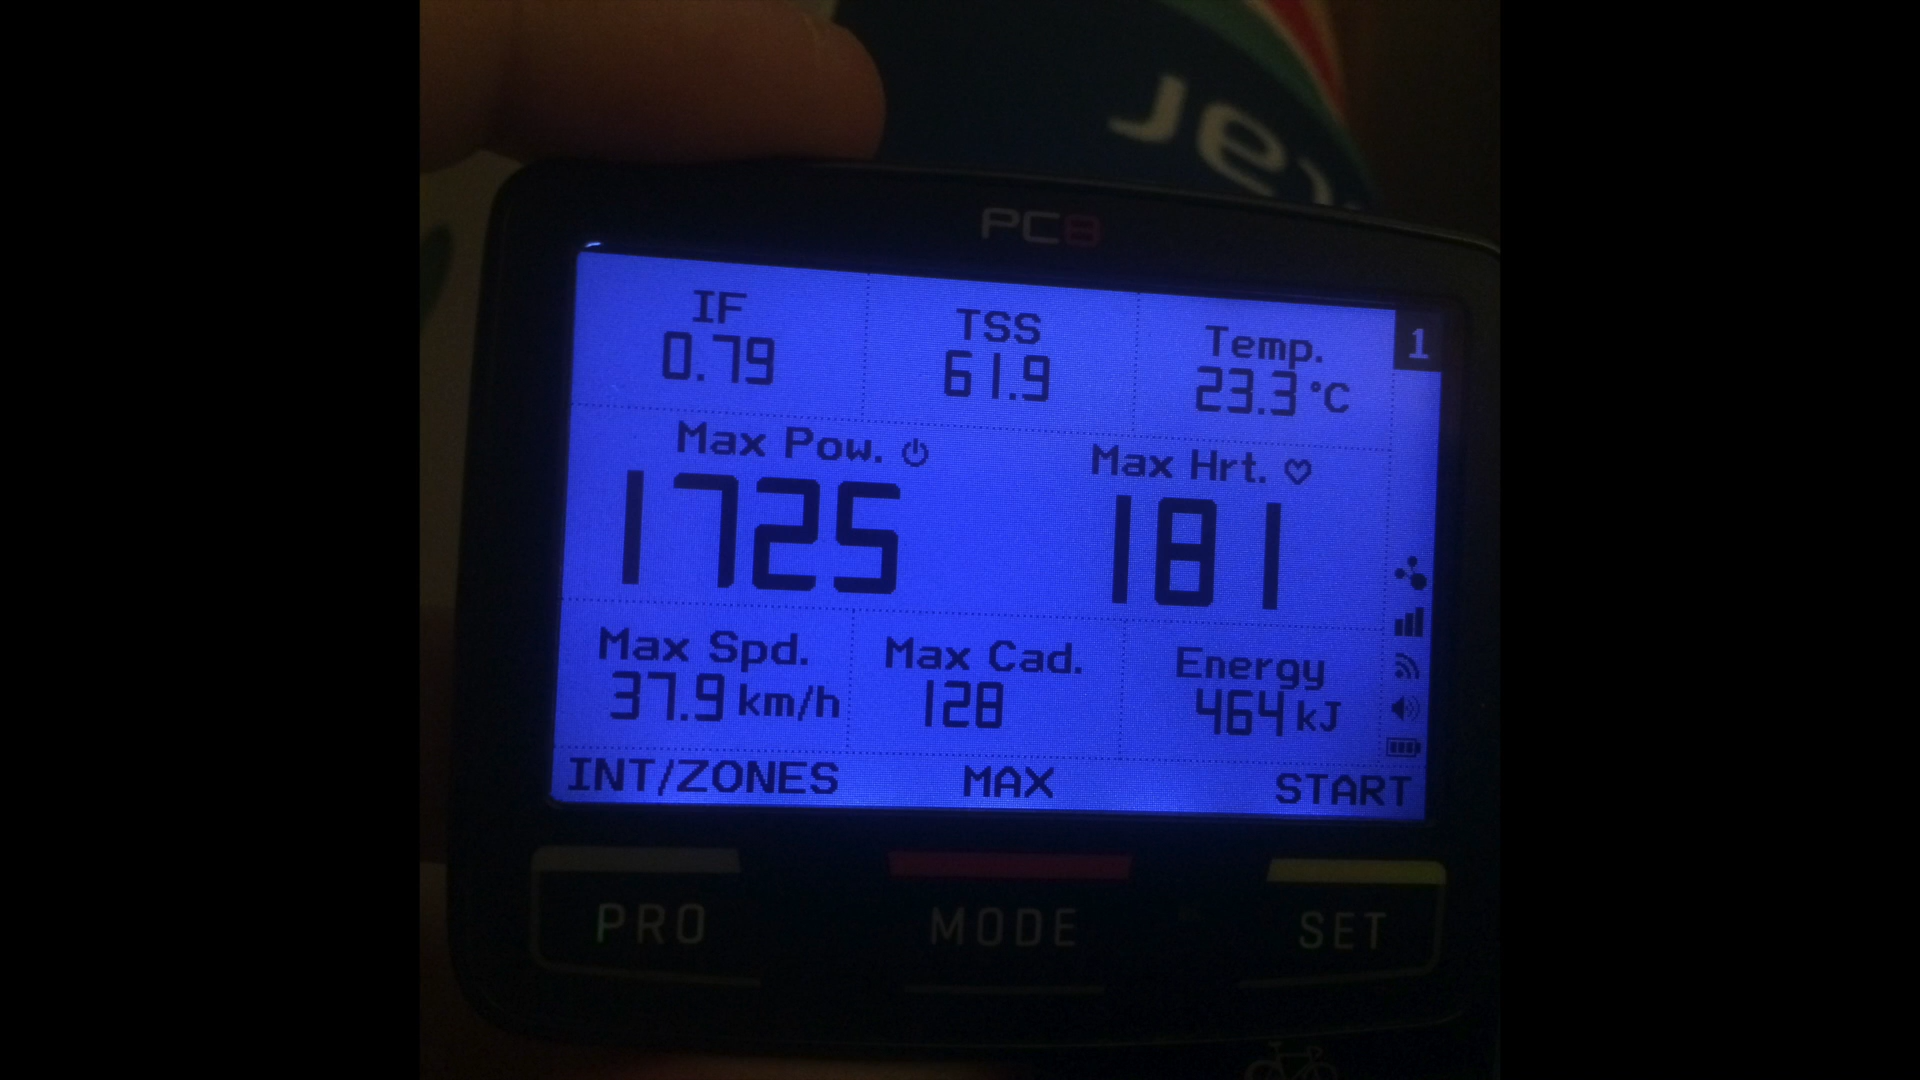 Jer
PC8
IF
0.79
TSS
61.9
Temp.
23.3 °C
1
Max Pow.
1725
Max Hrt.
181
Max Spd.
37.9 km/h
Max Cad.
128
Energy
464 kJ
INT/ZONES
MAX
START
PRO
MODE
SET